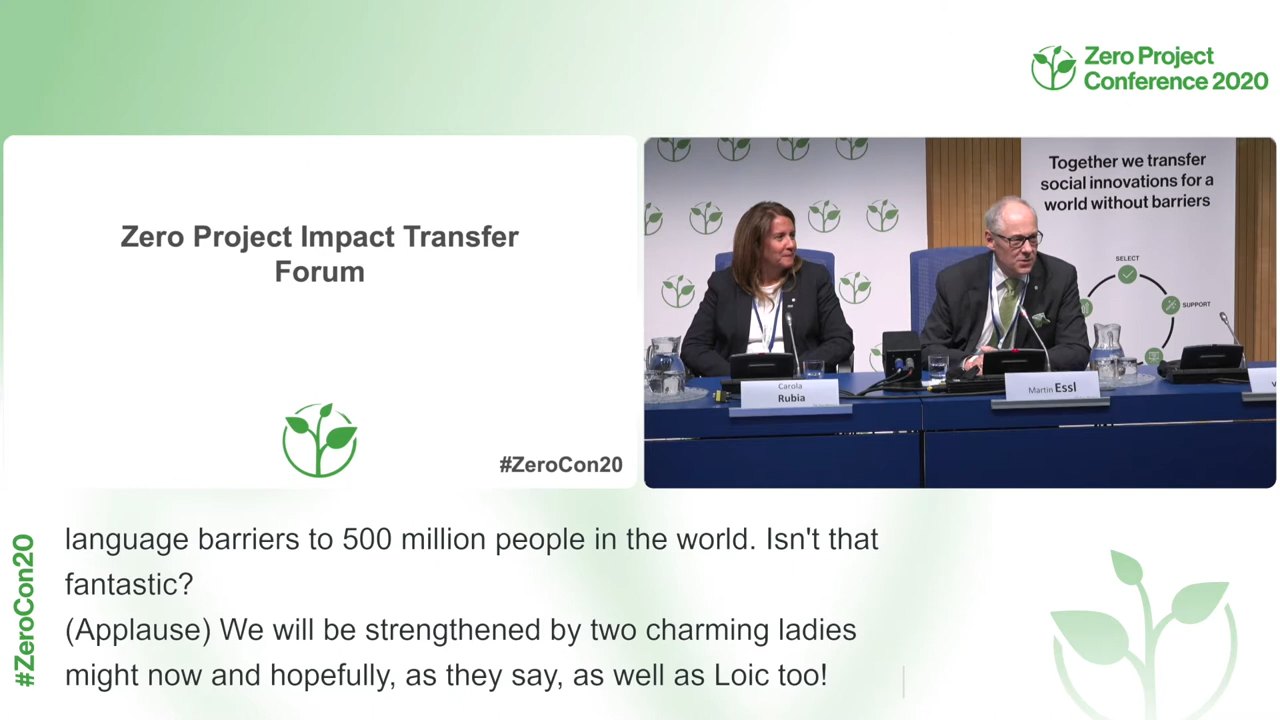 Zero Project
Conference 2020
Zero Project Impact Transfer
Forum
#ZeroCon20
Together we transfer
social innovations for a
world without barriers
SELECT
SUPPORT
Carola
Rubia
Martin Essl
#ZeroCon20
language barriers to 500 million people in the world. Isn't that
fantastic?
(Applause) We will be strengthened by two charming ladies
might now and hopefully, as they say, as well as Loic too!